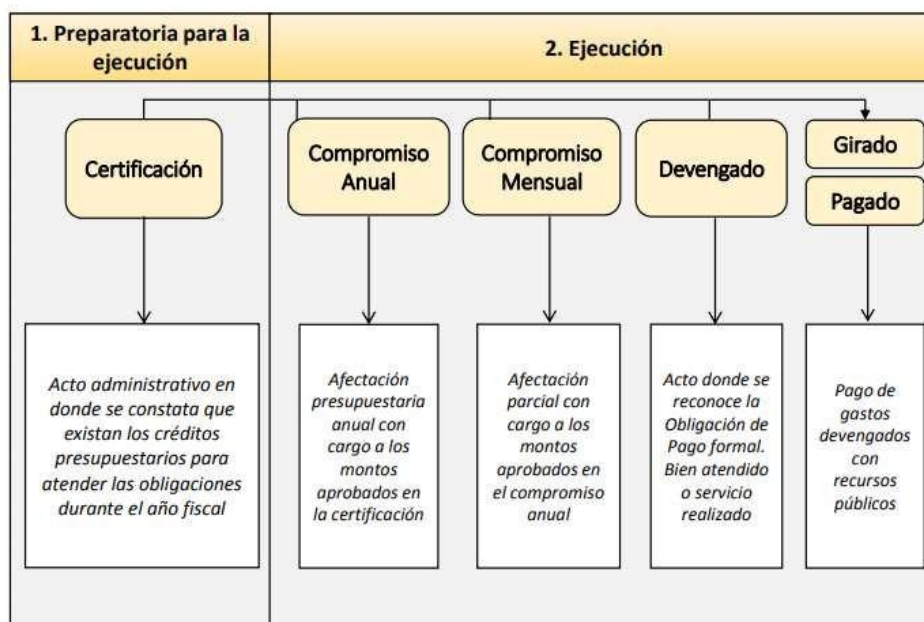 1. Preparatoria para la
ejecución
2. Ejecución
Certificación
Compromiso
Anual
Compromiso
Mensual
Devengado
Girado
Pagado
Acto administrativo en
donde se constata que
existan los créditos
presupuestarios para
atender las obligaciones
durante el año fiscal
Afectación
presupuestaria
anual con
cargo a los
montos
aprobados en
la certificación
Afectación
parcial con
cargo a los
montos
aprobados en
el compromiso
anual
Acto donde se
reconoce la
Obligación de
Pago formal.
Bien atendido
o servicio
realizado
Pago de
gastos
devengados
con
recursos
públicos